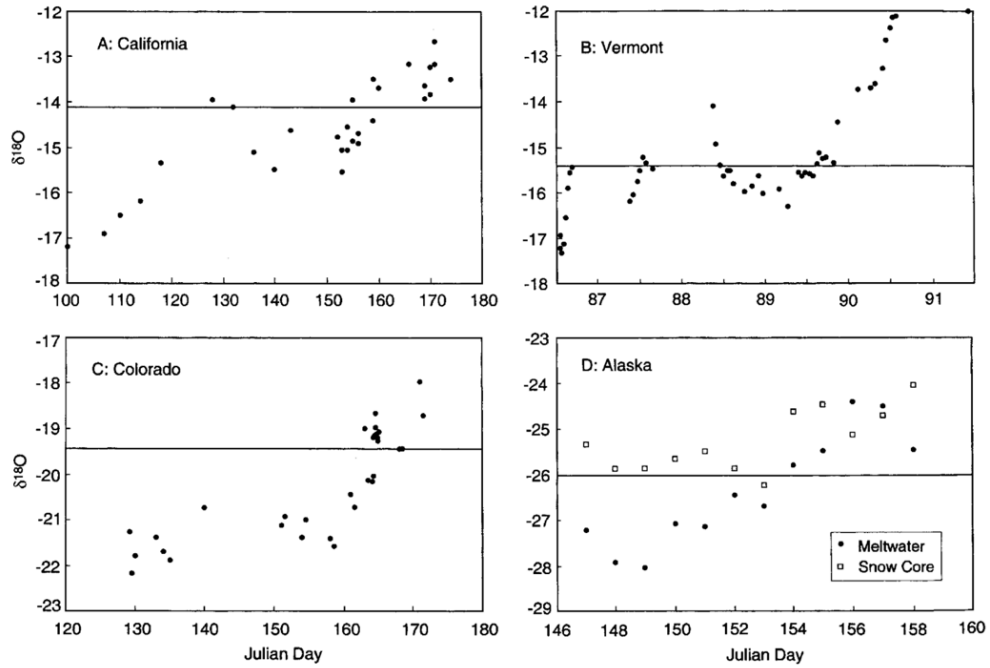 A: California
-12
-13
-14
-15
-16
-17
-18
δ18O
100 110 120 130 140 150 160 170 180
B: Vermont
-12
-13
-14
-15
-16
-17
-18
87 88 89 90 91
C: Colorado
-17
-18
-19
-20
-21
-22
-23
δ18O
120 130 140 150 160 170 180
Julian Day
D: Alaska
-23
-24
-25
-26
-27
-28
-29
Meltwater
Snow Core
146 148 150 152 154 156 158 160
Julian Day